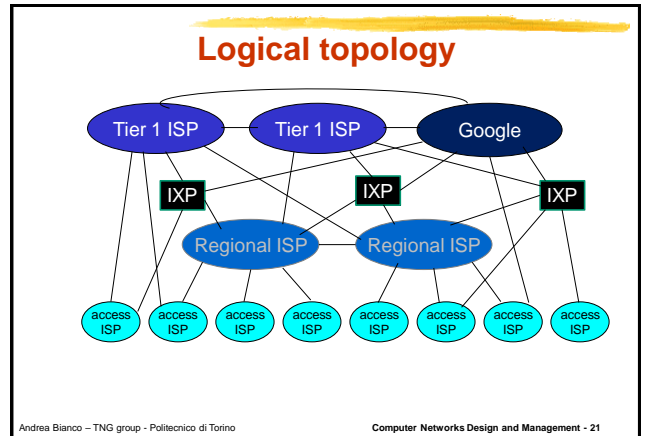 Logical topology
Tier 1 ISP
Tier 1 ISP
Google
IXP
IXP
IXP
Regional ISP
Regional ISP
access
ISP
access
ISP
access
ISP
access
ISP
access
ISP
access
ISP
access
ISP
access
ISP
Andrea Bianco – TNG group - Politecnico di Torino
Computer Networks Design and Management - 21